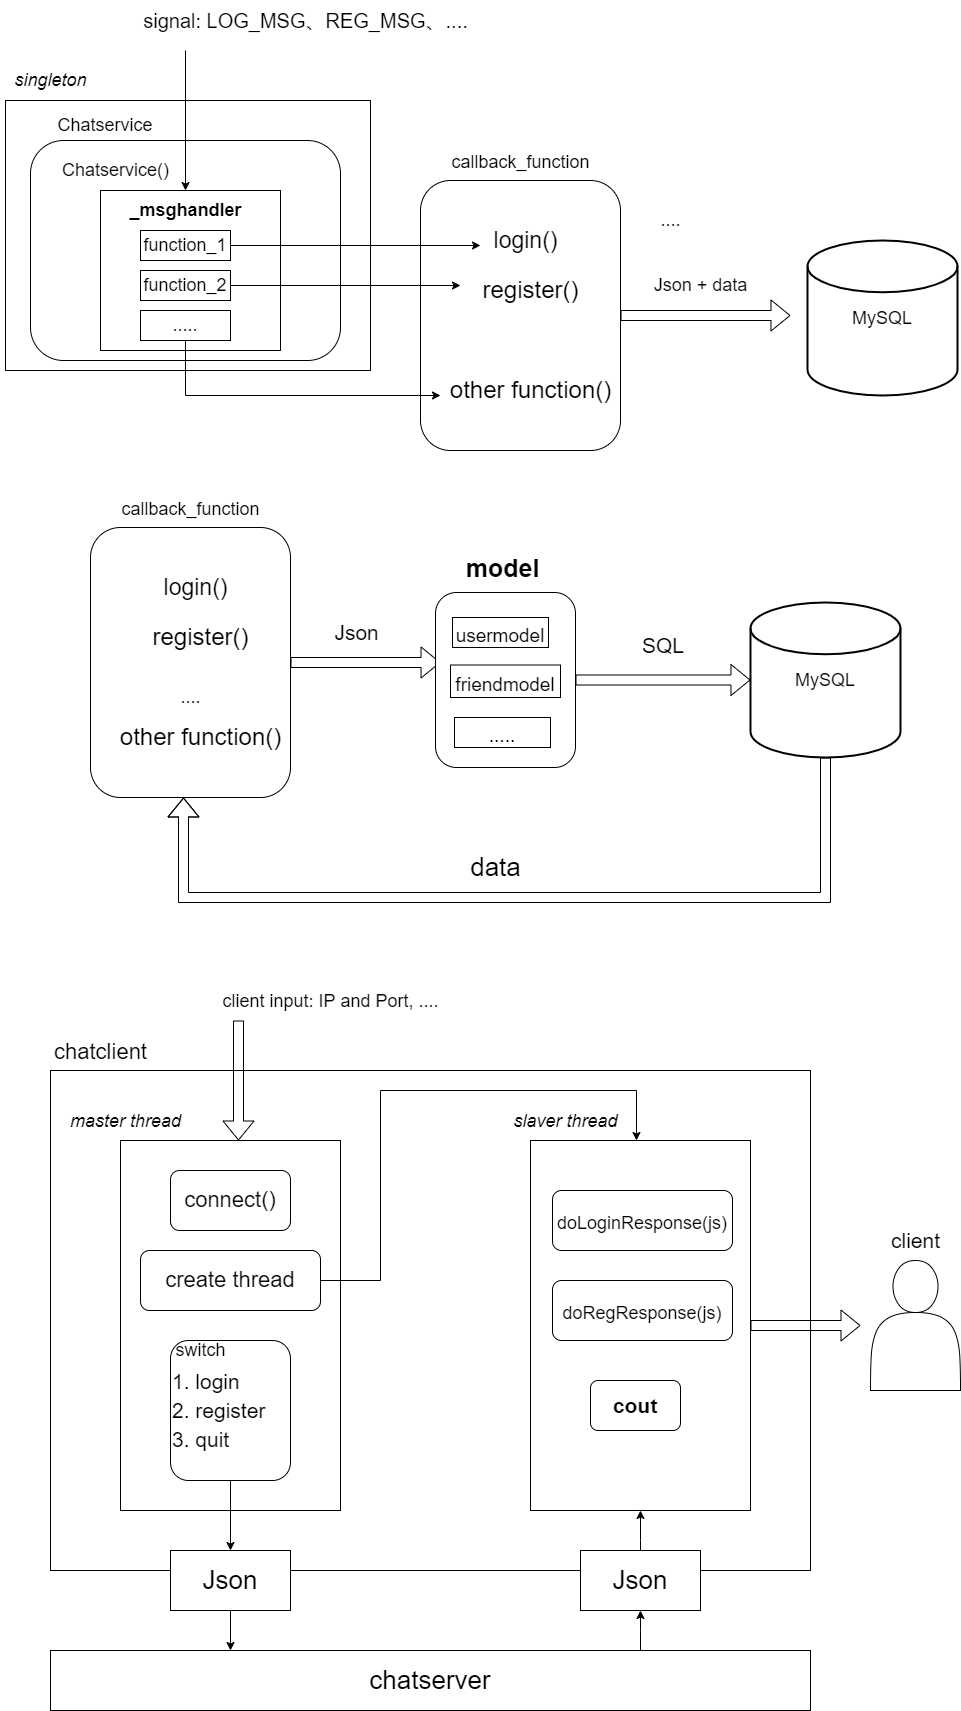 signal: LOG_MSG、REG_MSG、....
singleton
Chatservice
Chatservice()
_msghandler
function_1
function_2
.....
callback_function
login()
register()
other function()
....
Json + data
MySQL
callback_function
login()
register()
....
other function()
Json
model
usermodel
friendmodel
.....
SQL
MySQL
data
client input: IP and Port, ....
chatclient
master thread
connect()
create thread
switch
1. login
2. register
3. quit
slaver thread
doLoginResponse(js)
doRegResponse(js)
cout
client
Json
Json
chatserver